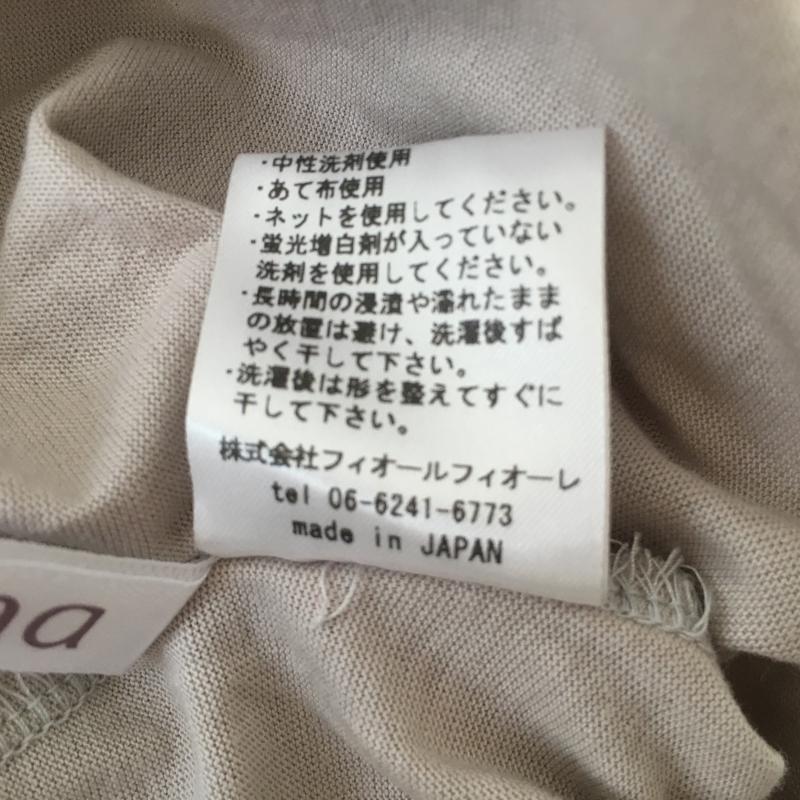 ・中性洗剤使用
・あて布使用
・ネットを使用してください。
・蛍光増白剤が入っていない
洗剤を使用してください。
・長時間の浸漬や濡れたまま
の放置は避け、洗濯後すば
やく干して下さい。
・洗濯後は形を整えてすぐに
干して下さい。
株式会社フィオールフィオーレ
tel 06-6241-6773
made in JAPAN
na